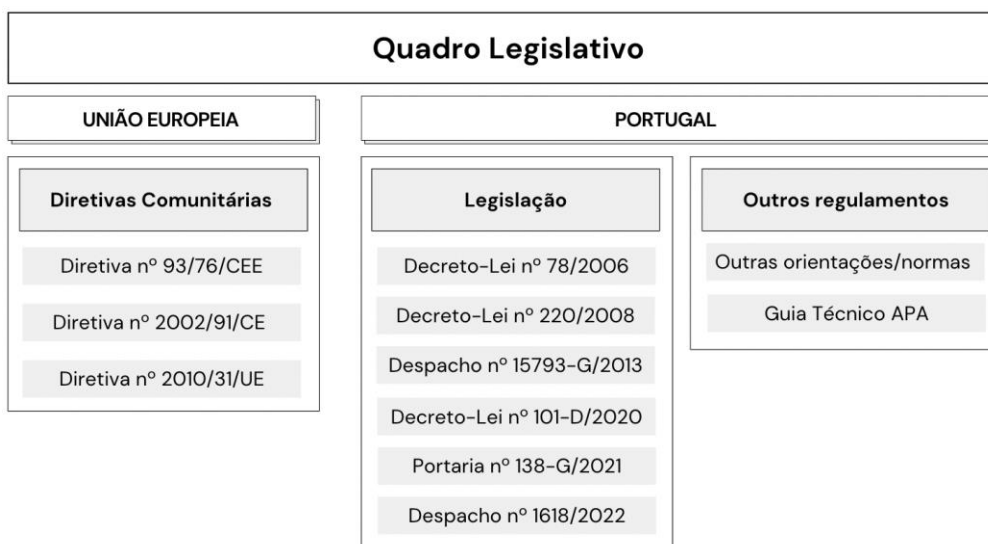 Quadro Legislativo
UNIÃO EUROPEIA
PORTUGAL
Diretivas Comunitárias
Diretiva nº 93/76/CEE
Diretiva nº 2002/91/CE
Diretiva nº 2010/31/UE
Legislação
Decreto-Lei nº 78/2006
Decreto-Lei nº 220/2008
Despacho nº 15793-G/2013
Decreto-Lei nº 101-D/2020
Portaria nº 138-G/2021
Despacho nº 1618/2022
Outros regulamentos
Outras orientações/normas
Guia Técnico APA